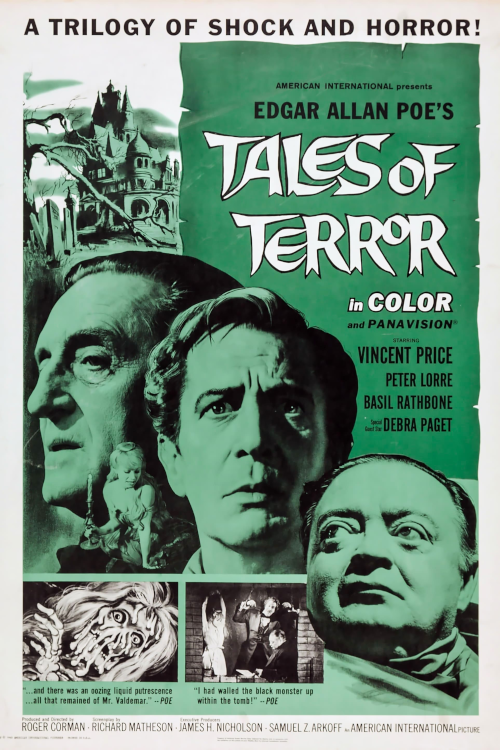 A TRILOGY OF SHOCK AND HORROR!
AMERICAN INTERNATIONAL presents
EDGAR ALLAN POE'S
TALES OF
TERROR
in COLOR
and PANAVISION®
STARRING
VINCENT PRICE
PETER LORRE
BASIL RATHBONE
Special Guest Star DEBRA PAGET
"...and there was an oozing liquid putrescence
...all that remained of Mr. Valdemar." --POE
"I had walled the black monster up
within the tomb!" --POE
Produced and Directed by
ROGER CORMAN • Screenplay by RICHARD MATHESON • Executive Producers JAMES H. NICHOLSON • SAMUEL Z. ARKOFF • An AMERICAN INTERNATIONAL PICTURE